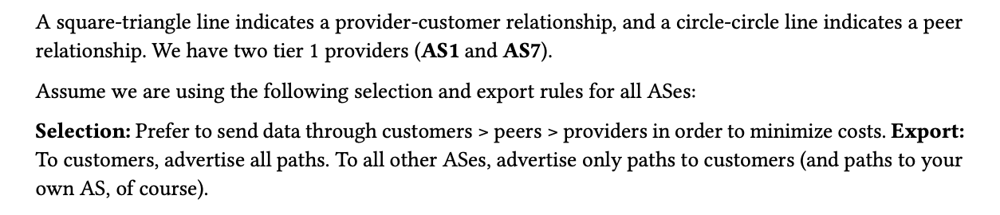 A square-triangle line indicates a provider-customer relationship, and a circle-circle line indicates a peer
relationship. We have two tier 1 providers (AS1 and AS7).
Assume we are using the following selection and export rules for all ASes:
Selection: Prefer to send data through customers > peers > providers in order to minimize costs. Export:
To customers, advertise all paths. To all other ASes, advertise only paths to customers (and paths to your
own AS, of course).